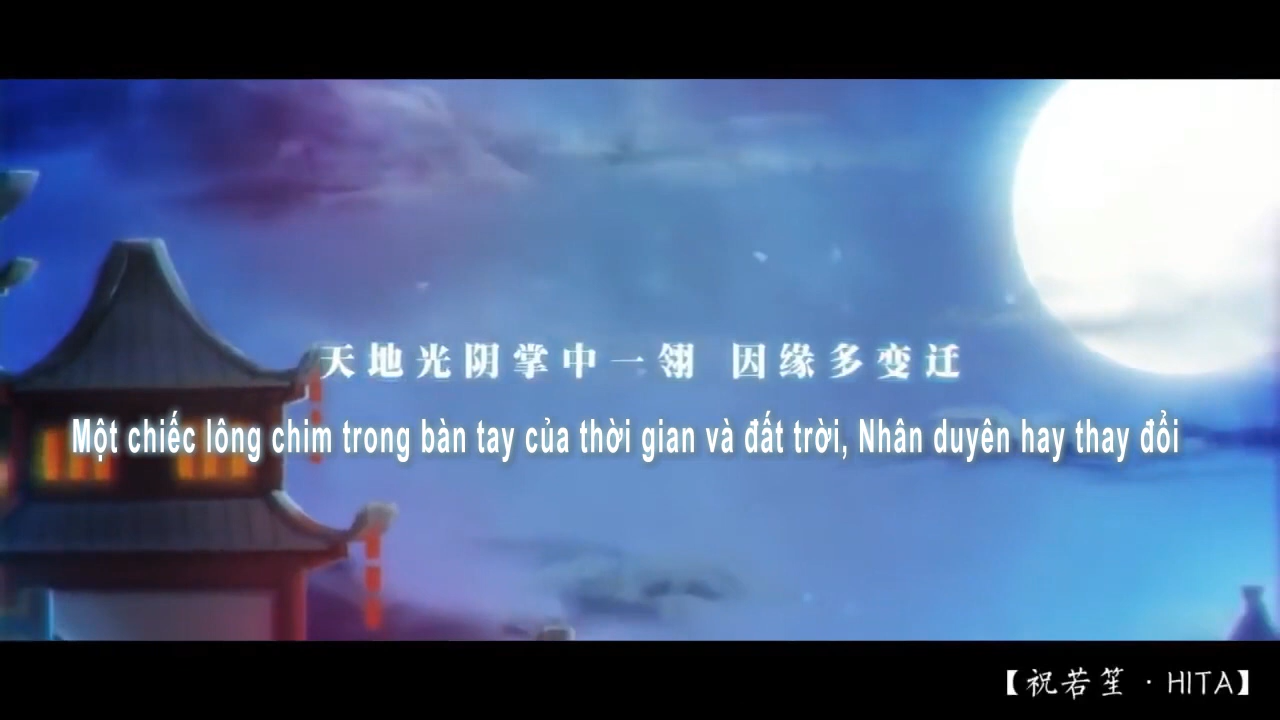 天地光阴掌中一翎 因缘多变迁
Một chiếc lông chim trong bàn tay của thời gian và đất trời, Nhân duyên hay thay đổi
【祝若笙·HITA】